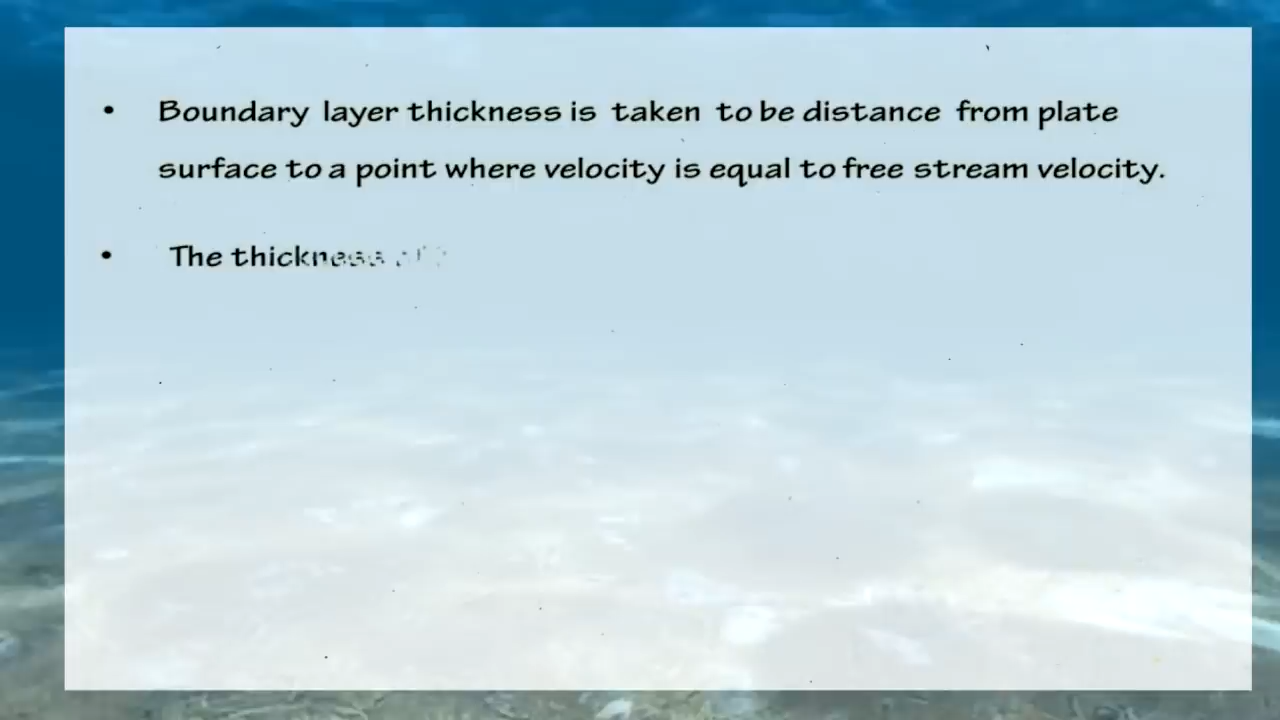 • Boundary layer thickness is taken to be distance from plate
surface to a point where velocity is equal to free stream velocity.
• The thickness